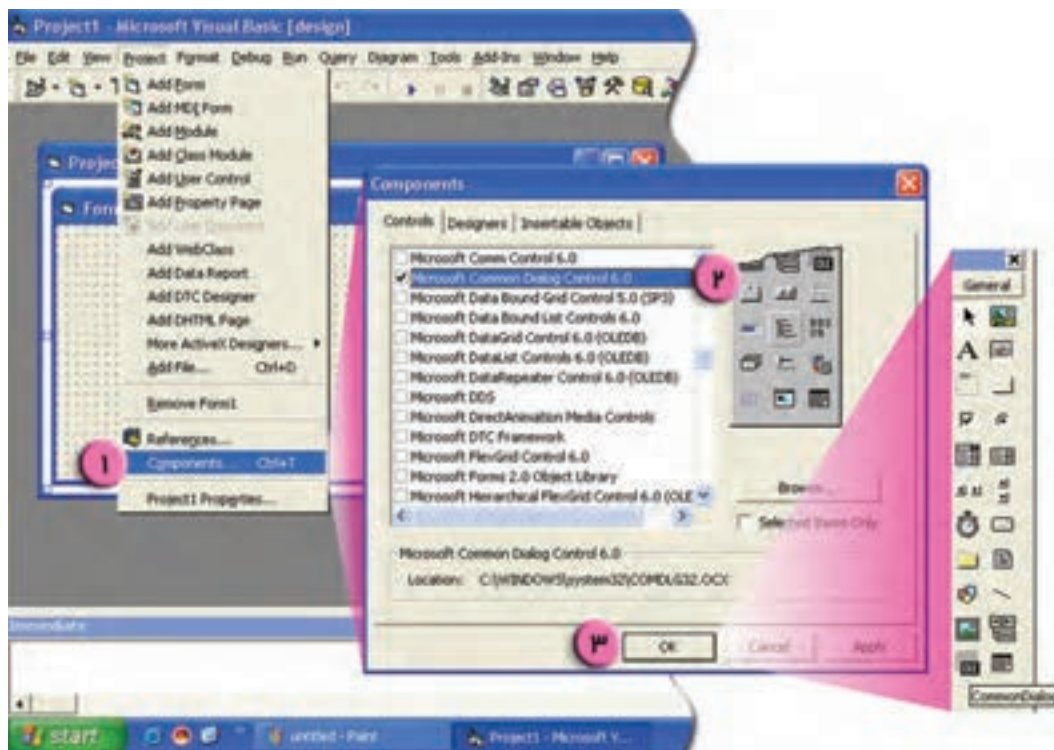 Project1 - Microsoft Visual Basic [design]
File Edit View Project Format Debug Run Query Diagram Tools Add-Ins Window Help
Add Form
Add MDI Form
Add Module
Add Class Module
Add User Control
Add Property Page
Add User Document
Add WebClass
Add Data Report
Add DTC Designer
Add DHTML Page
More ActiveX Designers...
Add File... Ctrl+D
Remove Form1
References...
۱
Components... Ctrl+T
Project1 Properties...
Projec
Form
Components
Controls Designers Insertable Objects
Microsoft Comm Control 6.0
Microsoft Common Dialog Control 6.0
۲
Microsoft Data Bound Grid Control 5.0 (SP3)
Microsoft Data Bound List Controls 6.0
Microsoft DataGrid Control 6.0 (OLEDB)
Microsoft DataList Controls 6.0 (OLEDB)
Microsoft DataRepeater Control 6.0 (OLEDB)
Microsoft DDS
Microsoft DirectAnimation Media Controls
Microsoft DTC Framework
Microsoft FlexGrid Control 6.0
Microsoft Forms 2.0 Object Library
Microsoft Hierarchical FlexGrid Control 6.0 (OLE
Browse...
Selected Items Only
Microsoft Common Dialog Control 6.0
Location: C:\WINDOWS\system32\COMDLG32.OCX
۳
OK Cancel Apply
General
A ab
CommonDialog
Immediate
start
untitled - Paint
Project1 - Microsoft V...